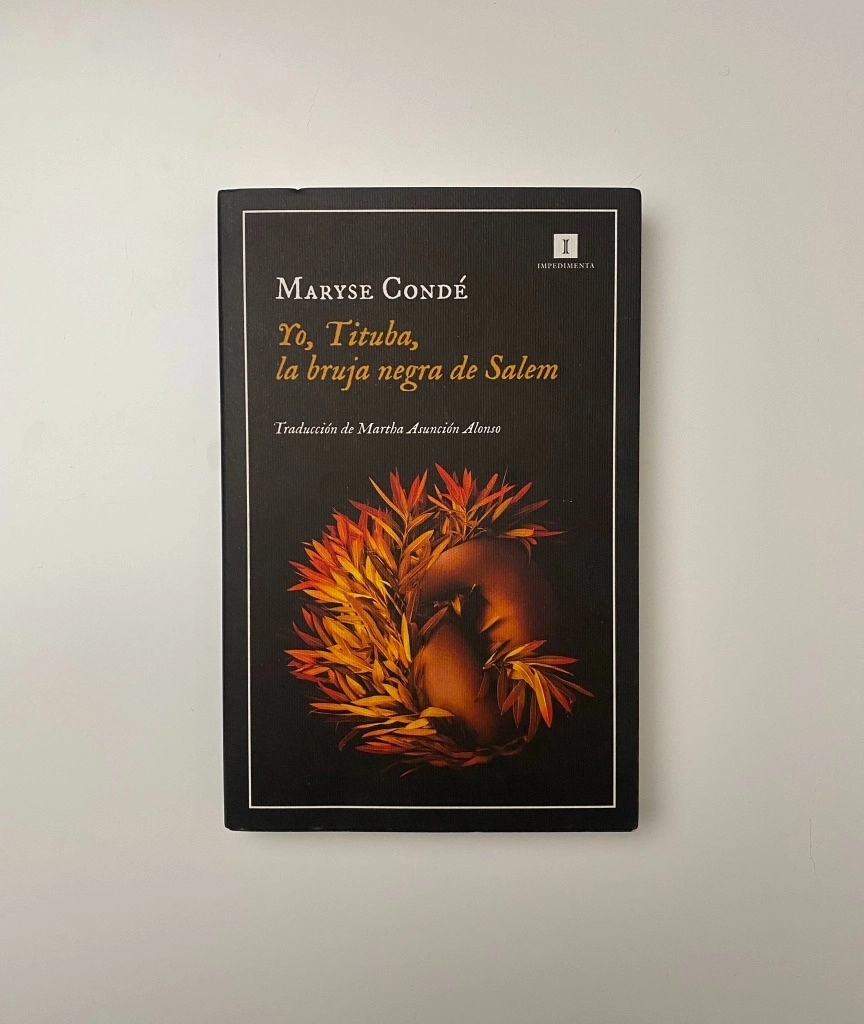 I
IMPEDIMENTA
Maryse Condé
Yo, Tituba,
la bruja negra de Salem
Traducción de Martha Asunción Alonso